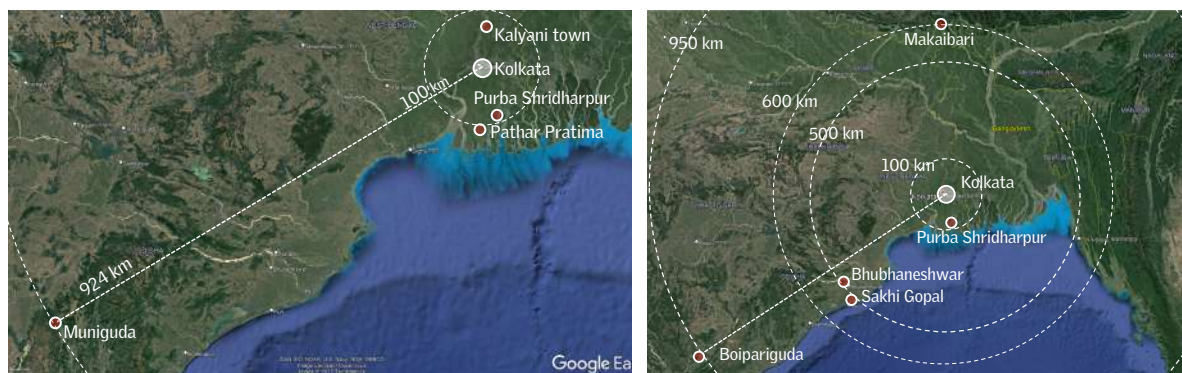 Kalyani town
Kolkata
100 km
Purba Shridharpur
Pathar Pratima
924 km
Muniguda
Google Ea
950 km
Makaibari
600 km
500 km
100 km
Kolkata
Purba Shridharpur
Bhubhaneshwar
Sakhi Gopal
Boipariguda